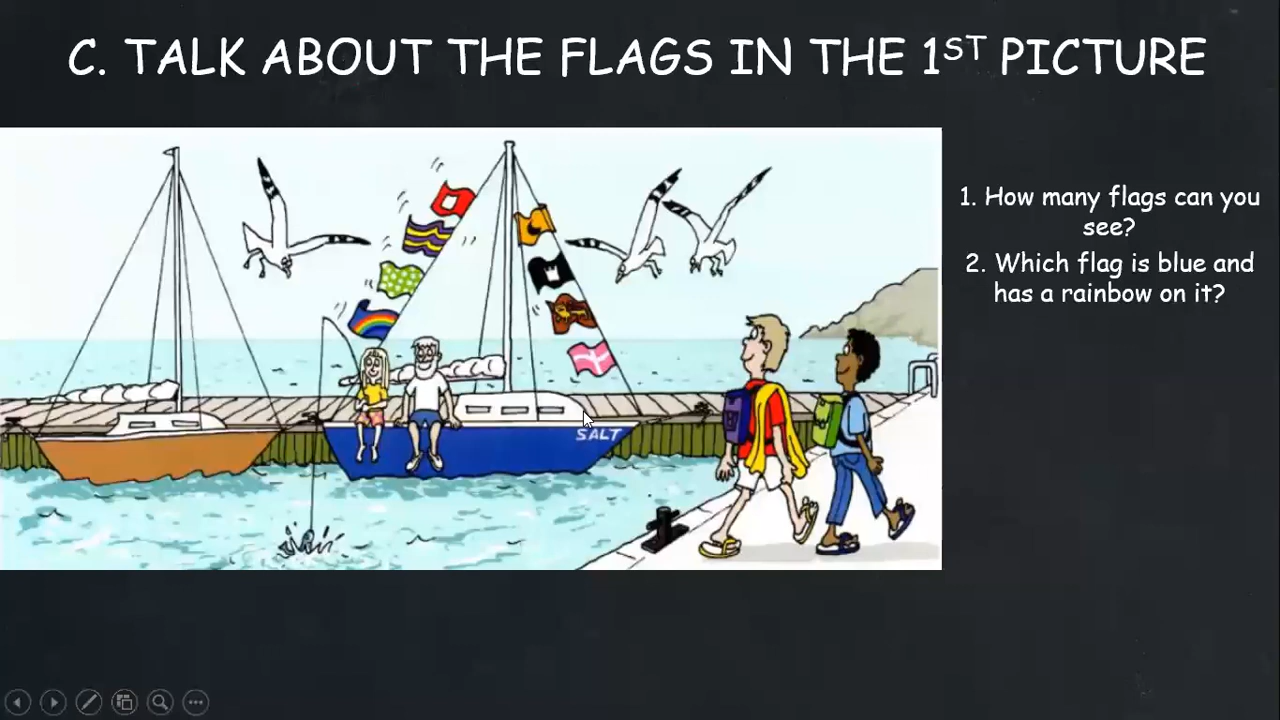 C. TALK ABOUT THE FLAGS IN THE 1ST PICTURE
1. How many flags can you
see?
2. Which flag is blue and
has a rainbow on it?
SALT